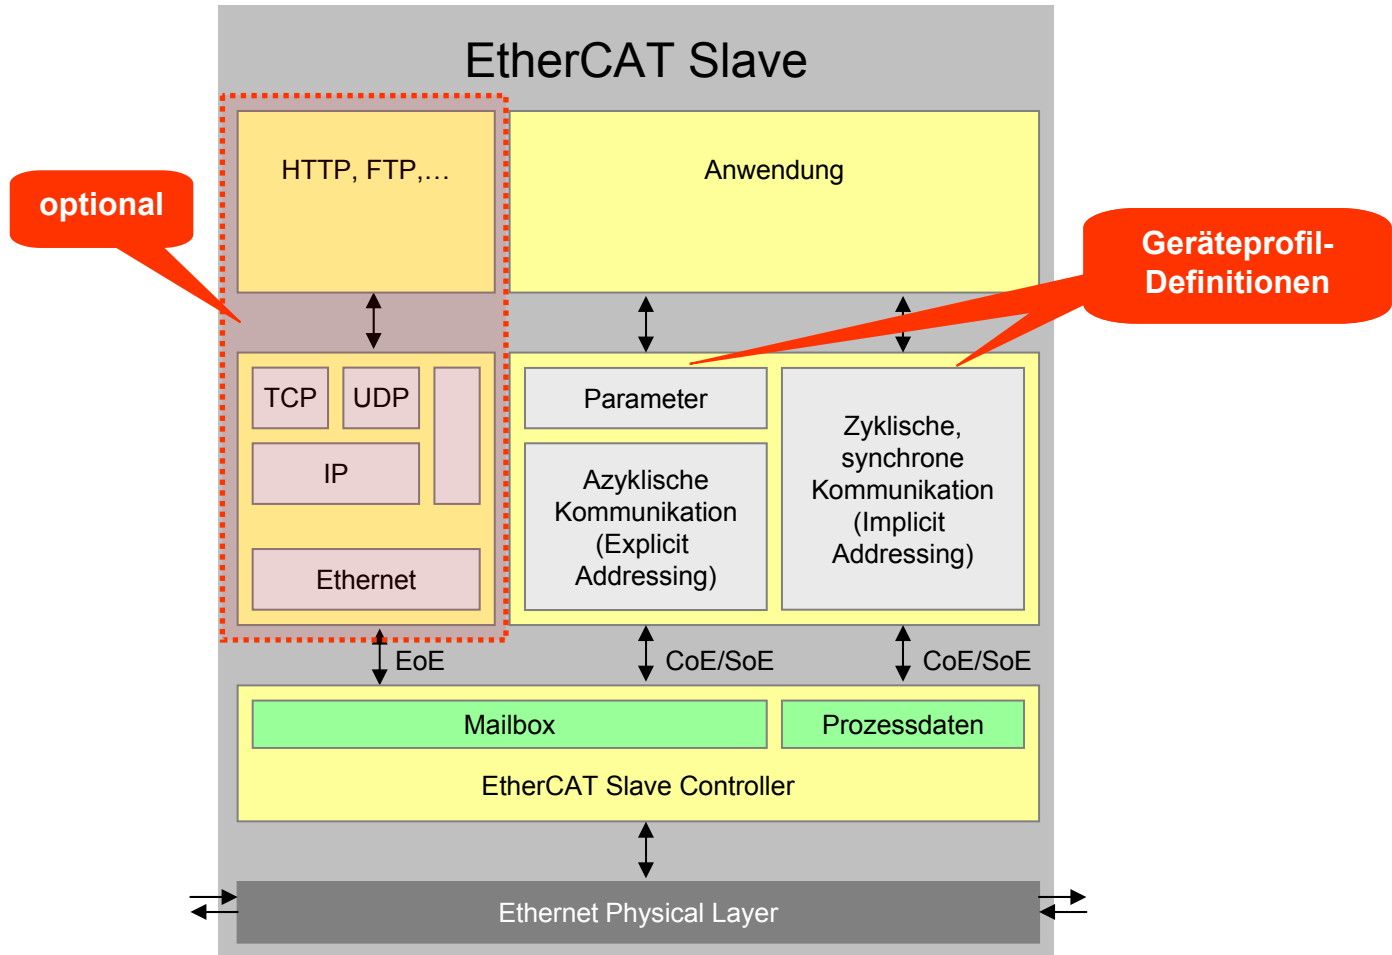 EtherCAT Slave
HTTP, FTP,…
Anwendung
optional
Geräteprofil-
Definitionen
TCP
UDP
IP
Ethernet
Parameter
Azyklische
Kommunikation
(Explicit
Addressing)
Zyklische,
synchrone
Kommunikation
(Implicit
Addressing)
EoE
CoE/SoE
CoE/SoE
Mailbox
Prozessdaten
EtherCAT Slave Controller
Ethernet Physical Layer